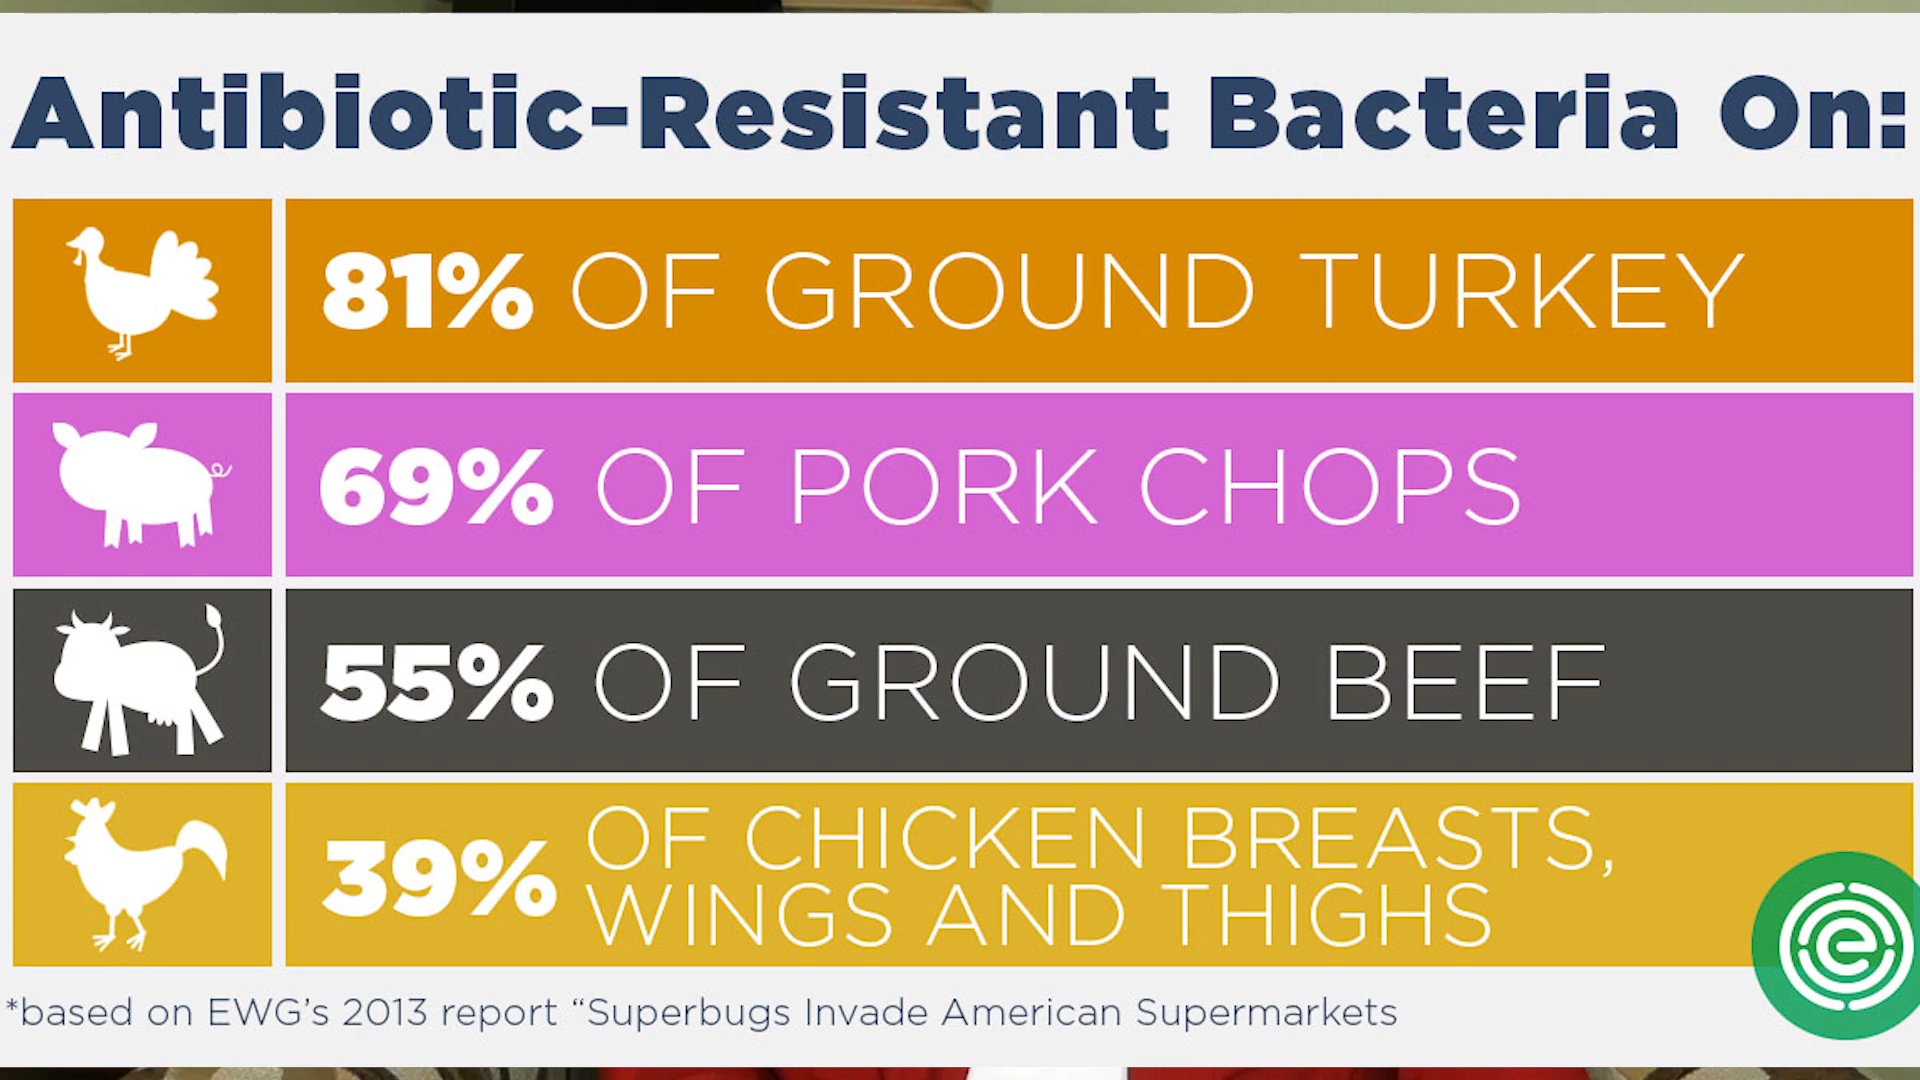 Antibiotic-Resistant Bacteria On:
81% OF GROUND TURKEY
69% OF PORK CHOPS
55% OF GROUND BEEF
39% OF CHICKEN BREASTS,
WINGS AND THIGHS
e
*based on EWG's 2013 report “Superbugs Invade American Supermarkets